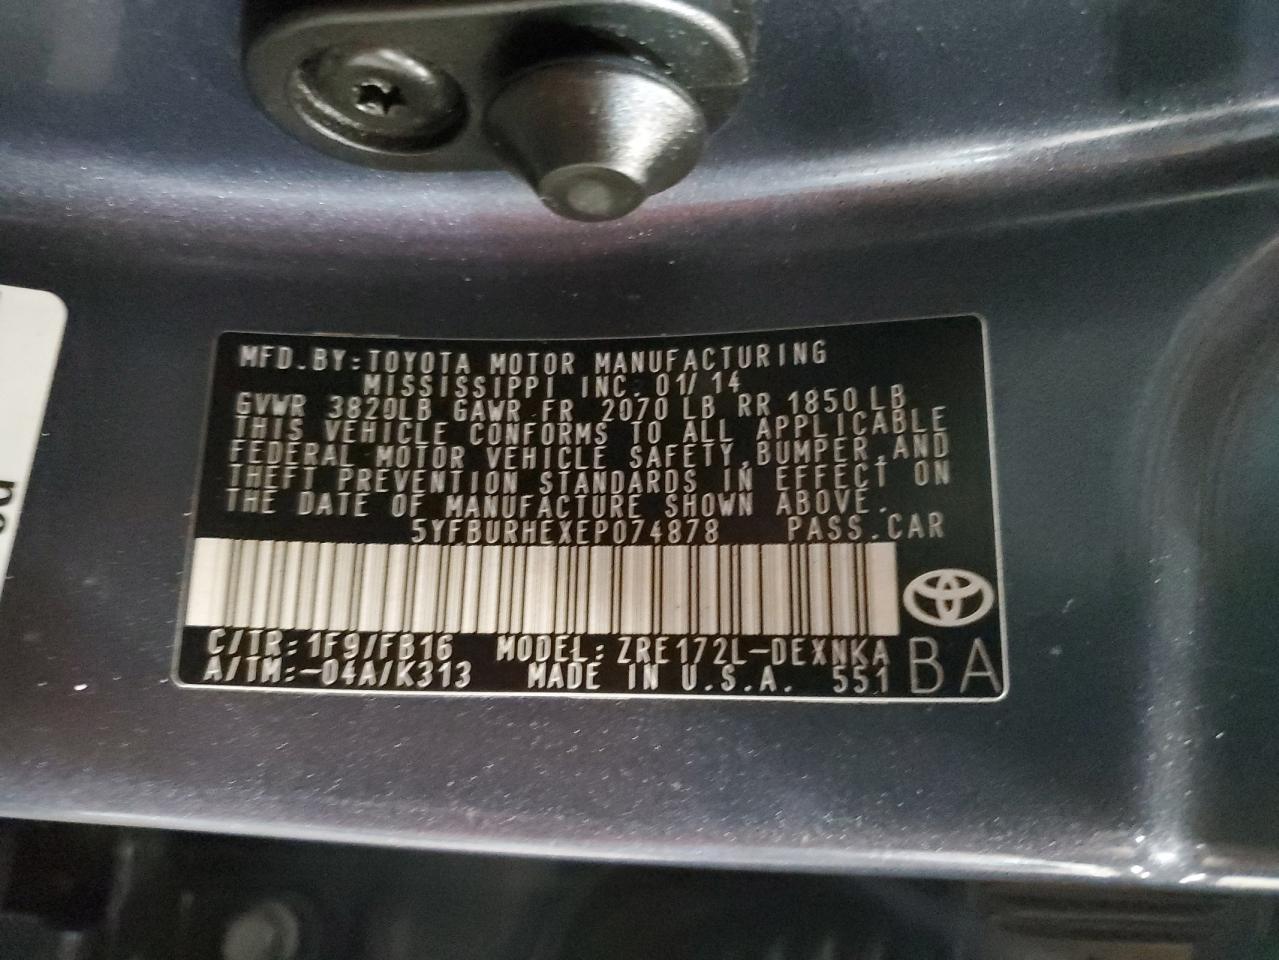 MFD.BY:TOYOTA MOTOR MANUFACTURING
MISSISSIPPI INC. 01/14
GVWR 3820LB GAWR FR 2070 LB RR 1850 LB
THIS VEHICLE CONFORMS TO ALL APPLICABLE
FEDERAL MOTOR VEHICLE SAFETY,BUMPER,AND
THEFT PREVENTION STANDARDS IN EFFECT ON
THE DATE OF MANUFACTURE SHOWN ABOVE.
5YFBURHEXEP074878 PASS.CAR
C/TR:1F9/FB16 MODEL:ZRE172L-DEXNKA
A/TM:-04A/K313 MADE IN U.S.A. 551 BA